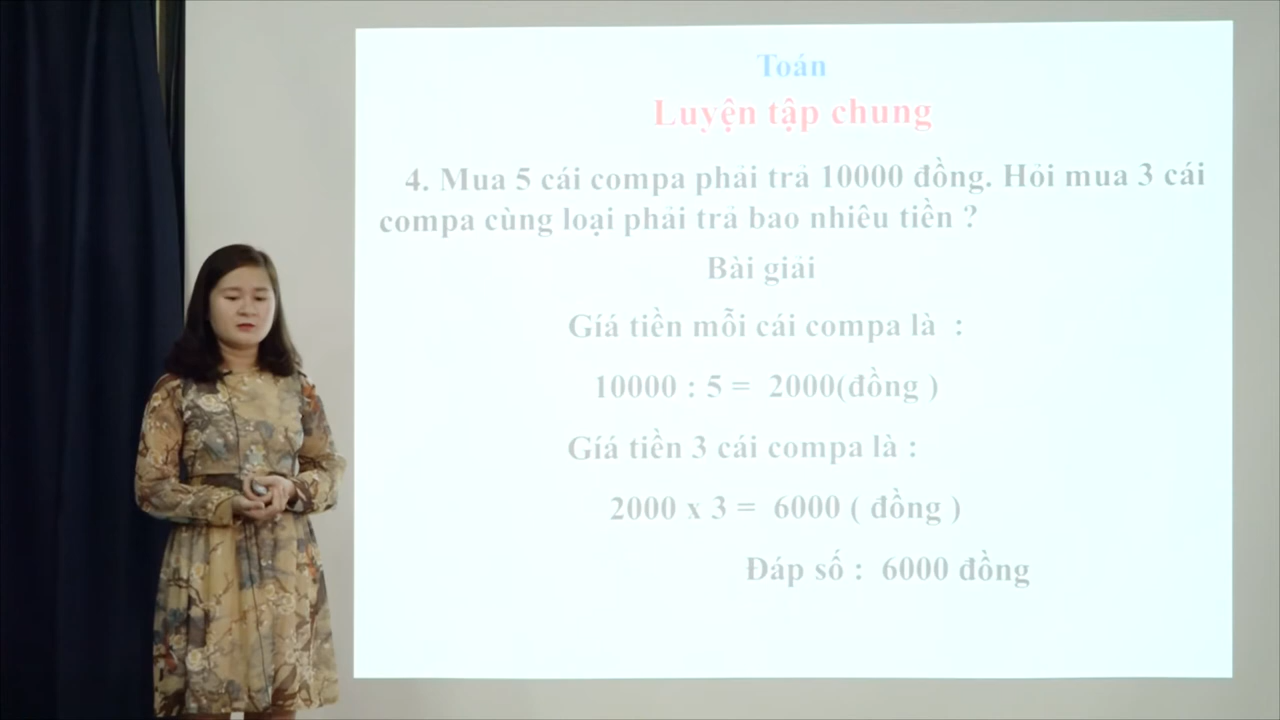 Toán
Luyện tập chung
4. Mua 5 cái compa phải trả 10000 đồng. Hỏi mua 3 cái
compa cùng loại phải trả bao nhiêu tiền ?
Bài giải
Gíá tiền mỗi cái compa là :
10000 : 5 = 2000(đồng )
Gíá tiền 3 cái compa là :
2000 x 3 = 6000 ( đồng )
Đáp số : 6000 đồng